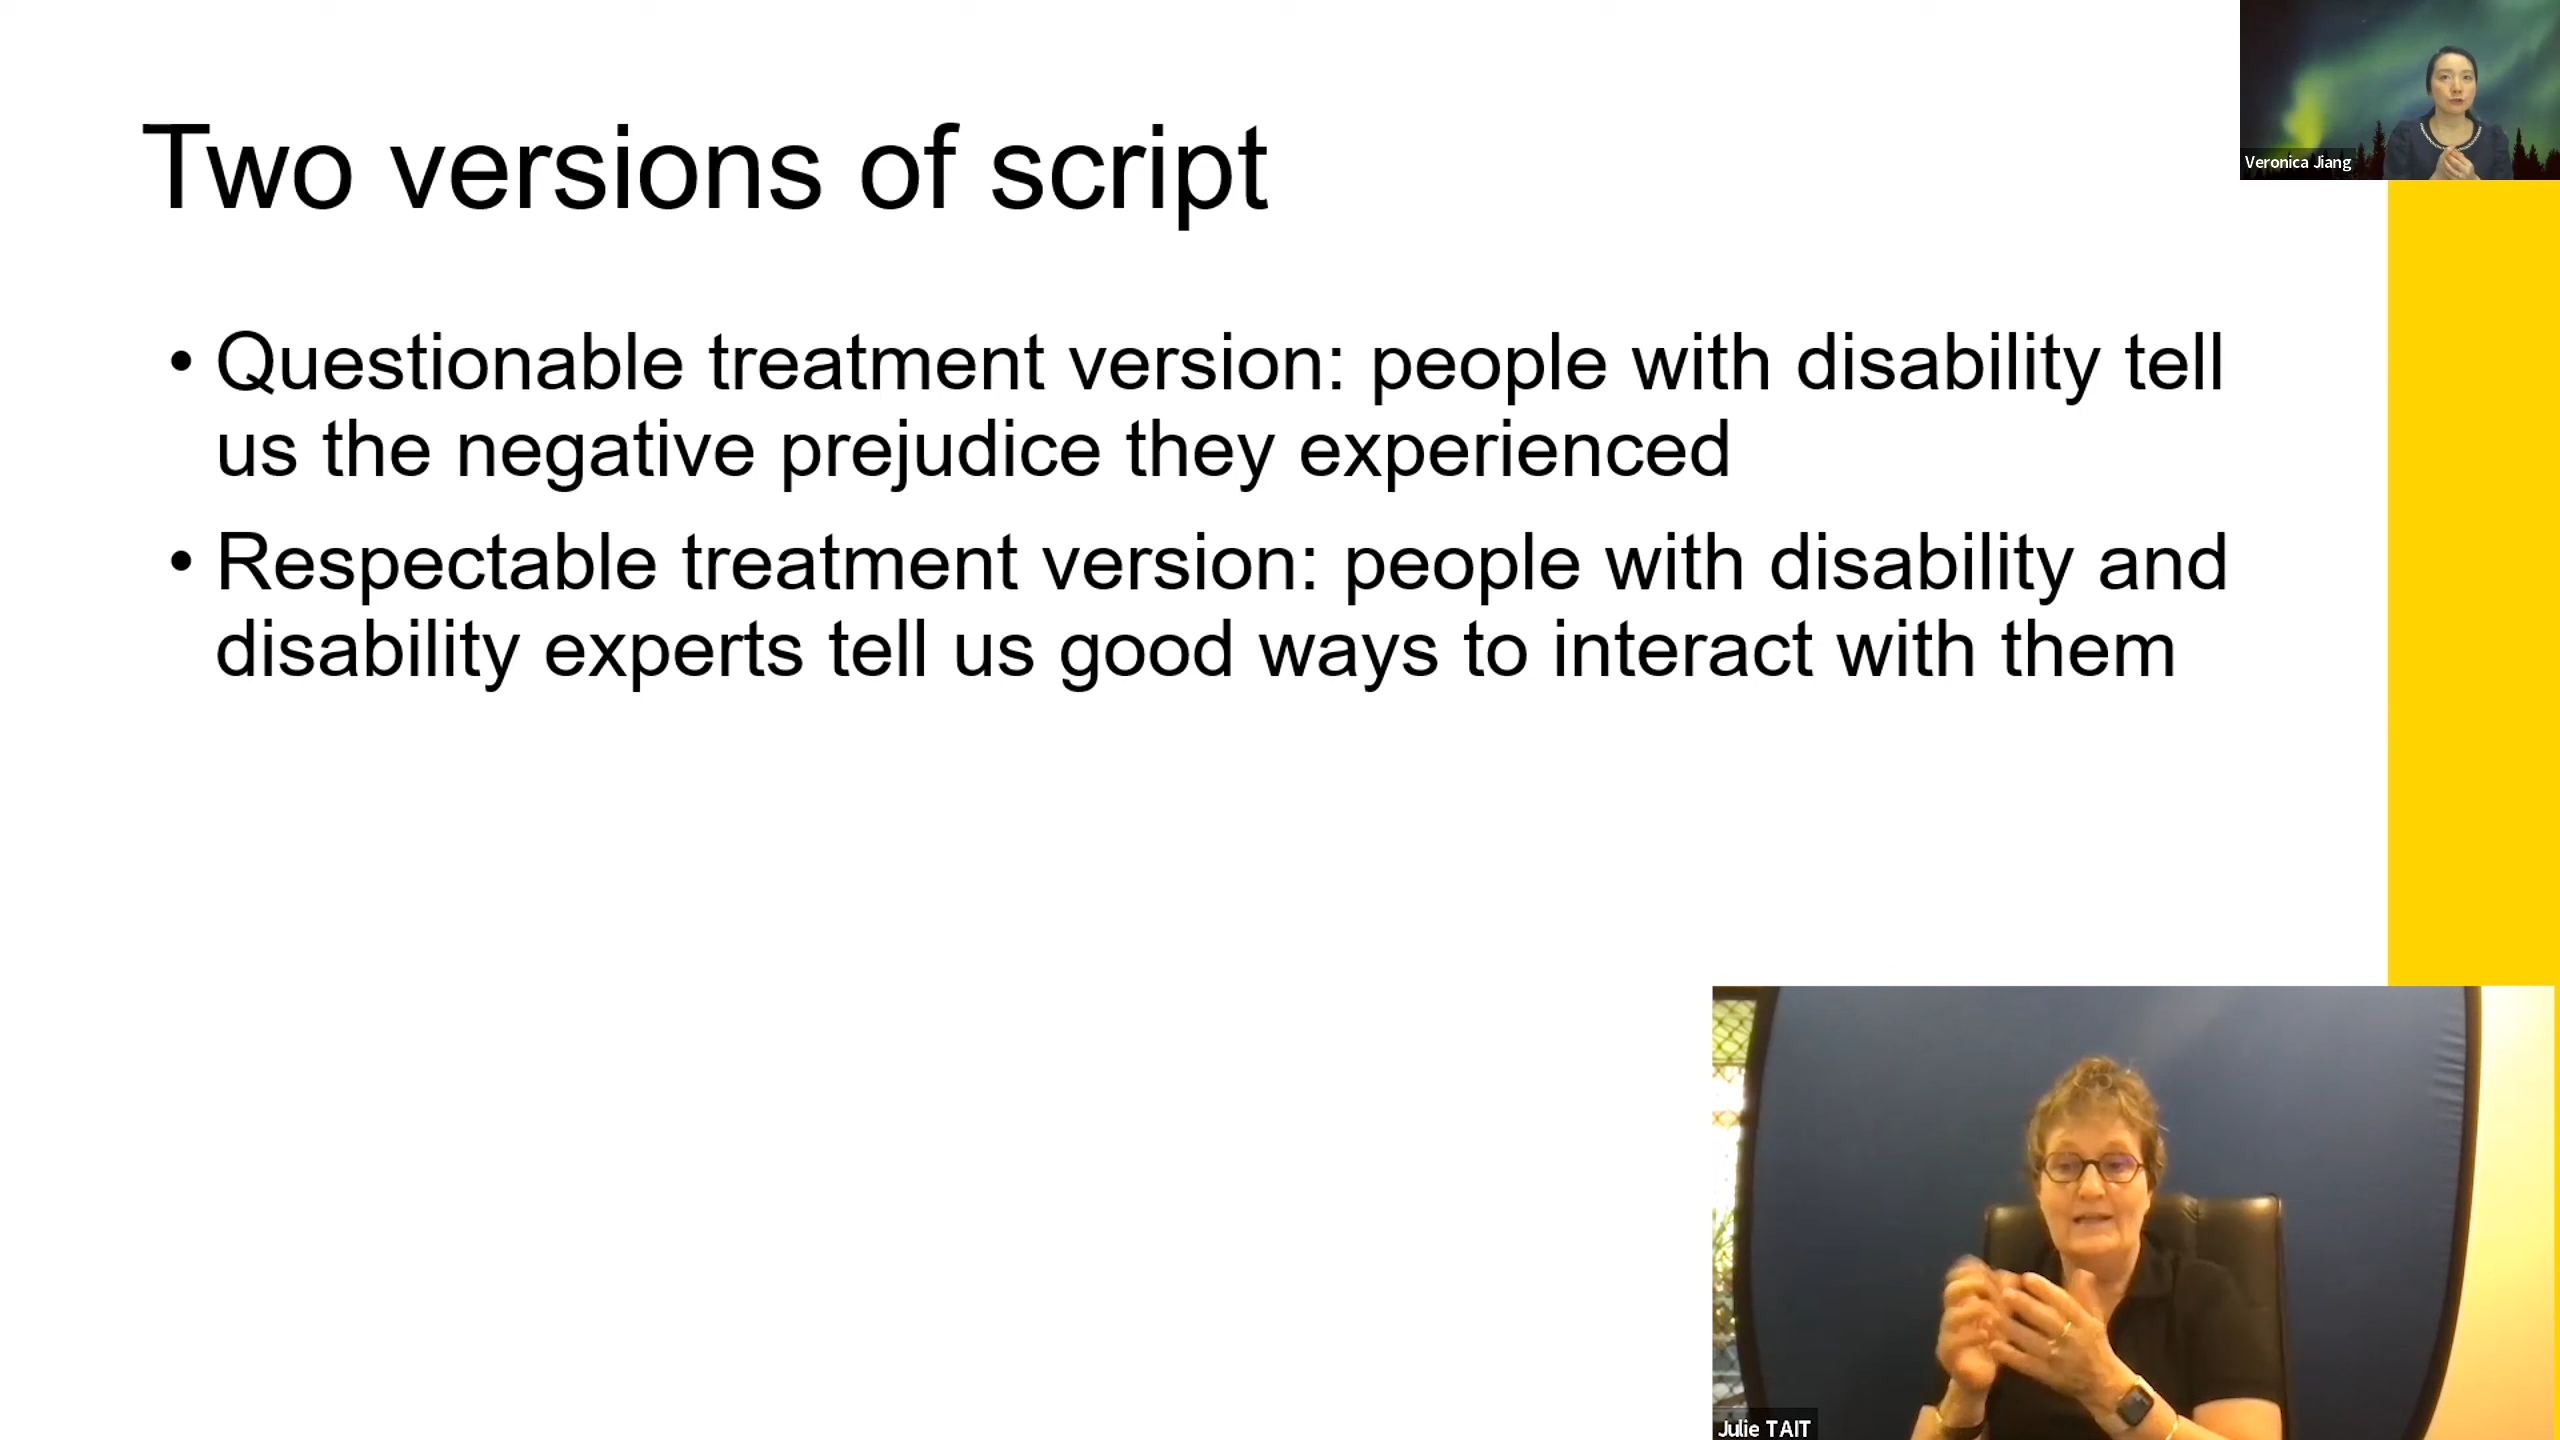 Two versions of script
• Questionable treatment version: people with disability tell
us the negative prejudice they experienced
• Respectable treatment version: people with disability and
disability experts tell us good ways to interact with them
Veronica Jiang
Julie TAIT